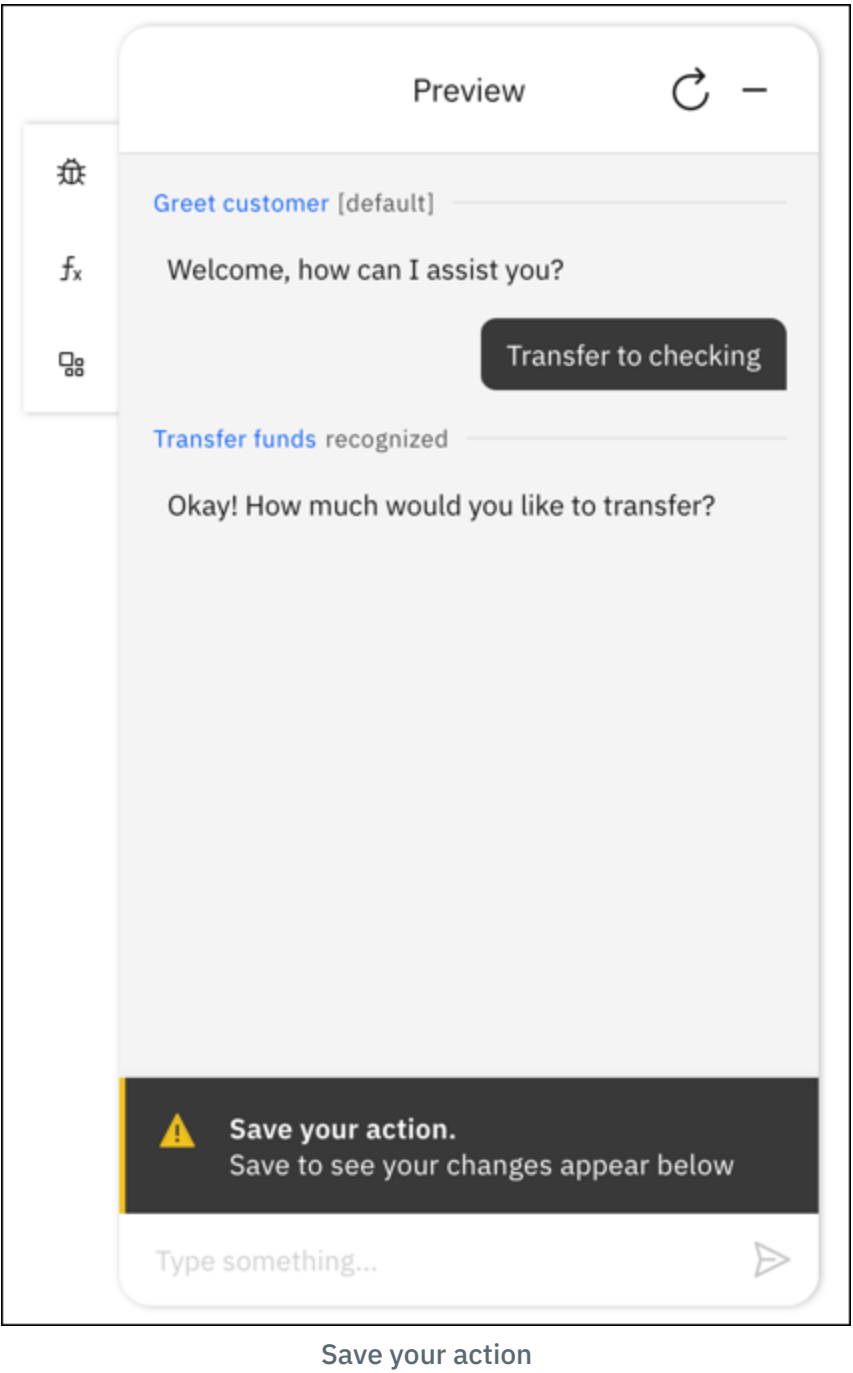 Preview
Greet customer [default]
fx
Welcome, how can I assist you?
Transfer to checking
Transfer funds recognized
Okay! How much would you like to transfer?
Save your action.
Save to see your changes appear below
Type something...
Save your action